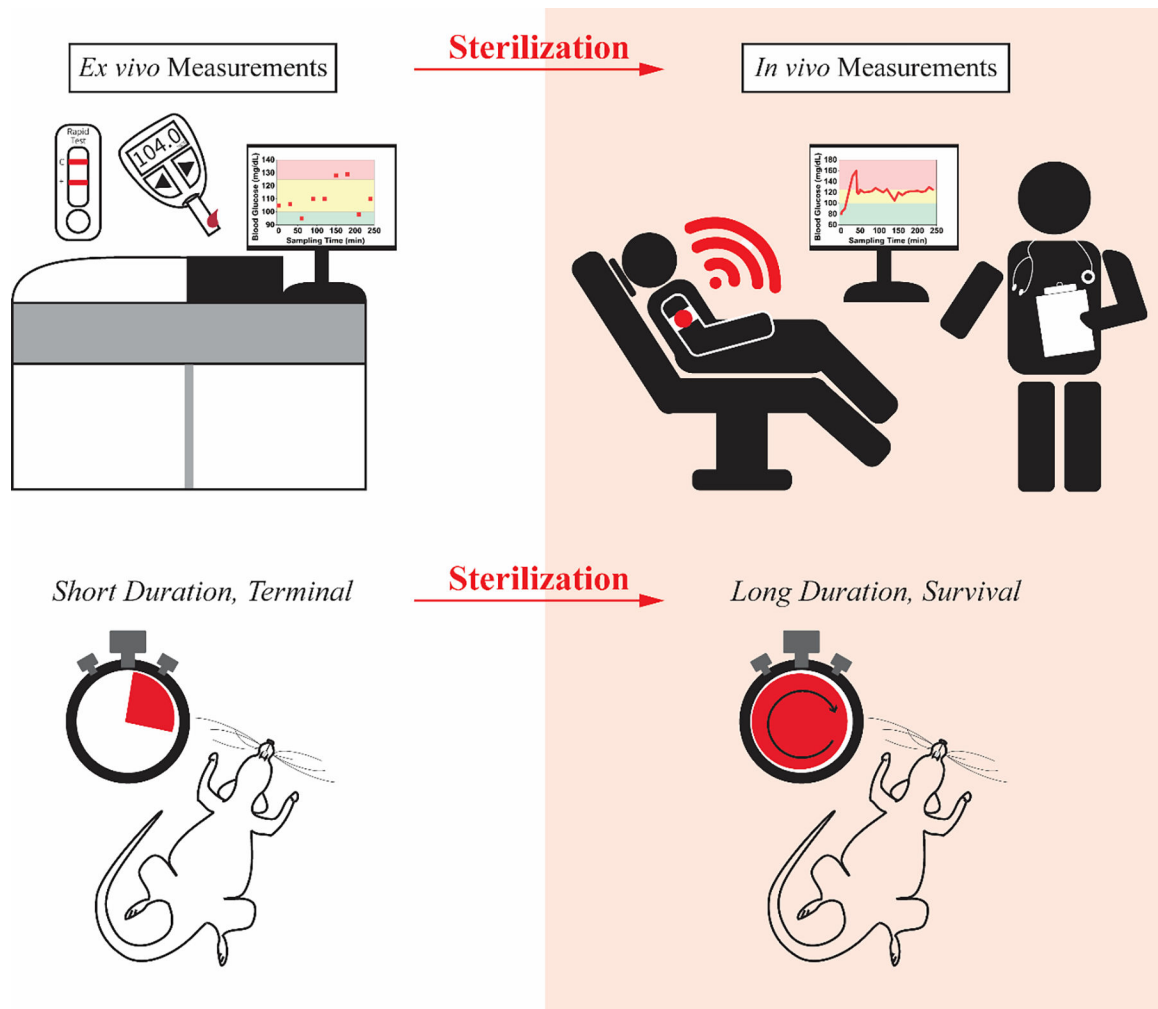 Ex vivo Measurements
Sterilization
In vivo Measurements
Rapid
Test
C
+
104.0
Blood Glucose (mg/dL)
140
130
120
110
100
90
0 50 100 150 200 250
Sampling Time (min)
Blood Glucose (mg/dL)
180
160
140
120
100
80
60
0 50 100 150 200 250
Sampling Time (min)
Short Duration, Terminal
Sterilization
Long Duration, Survival